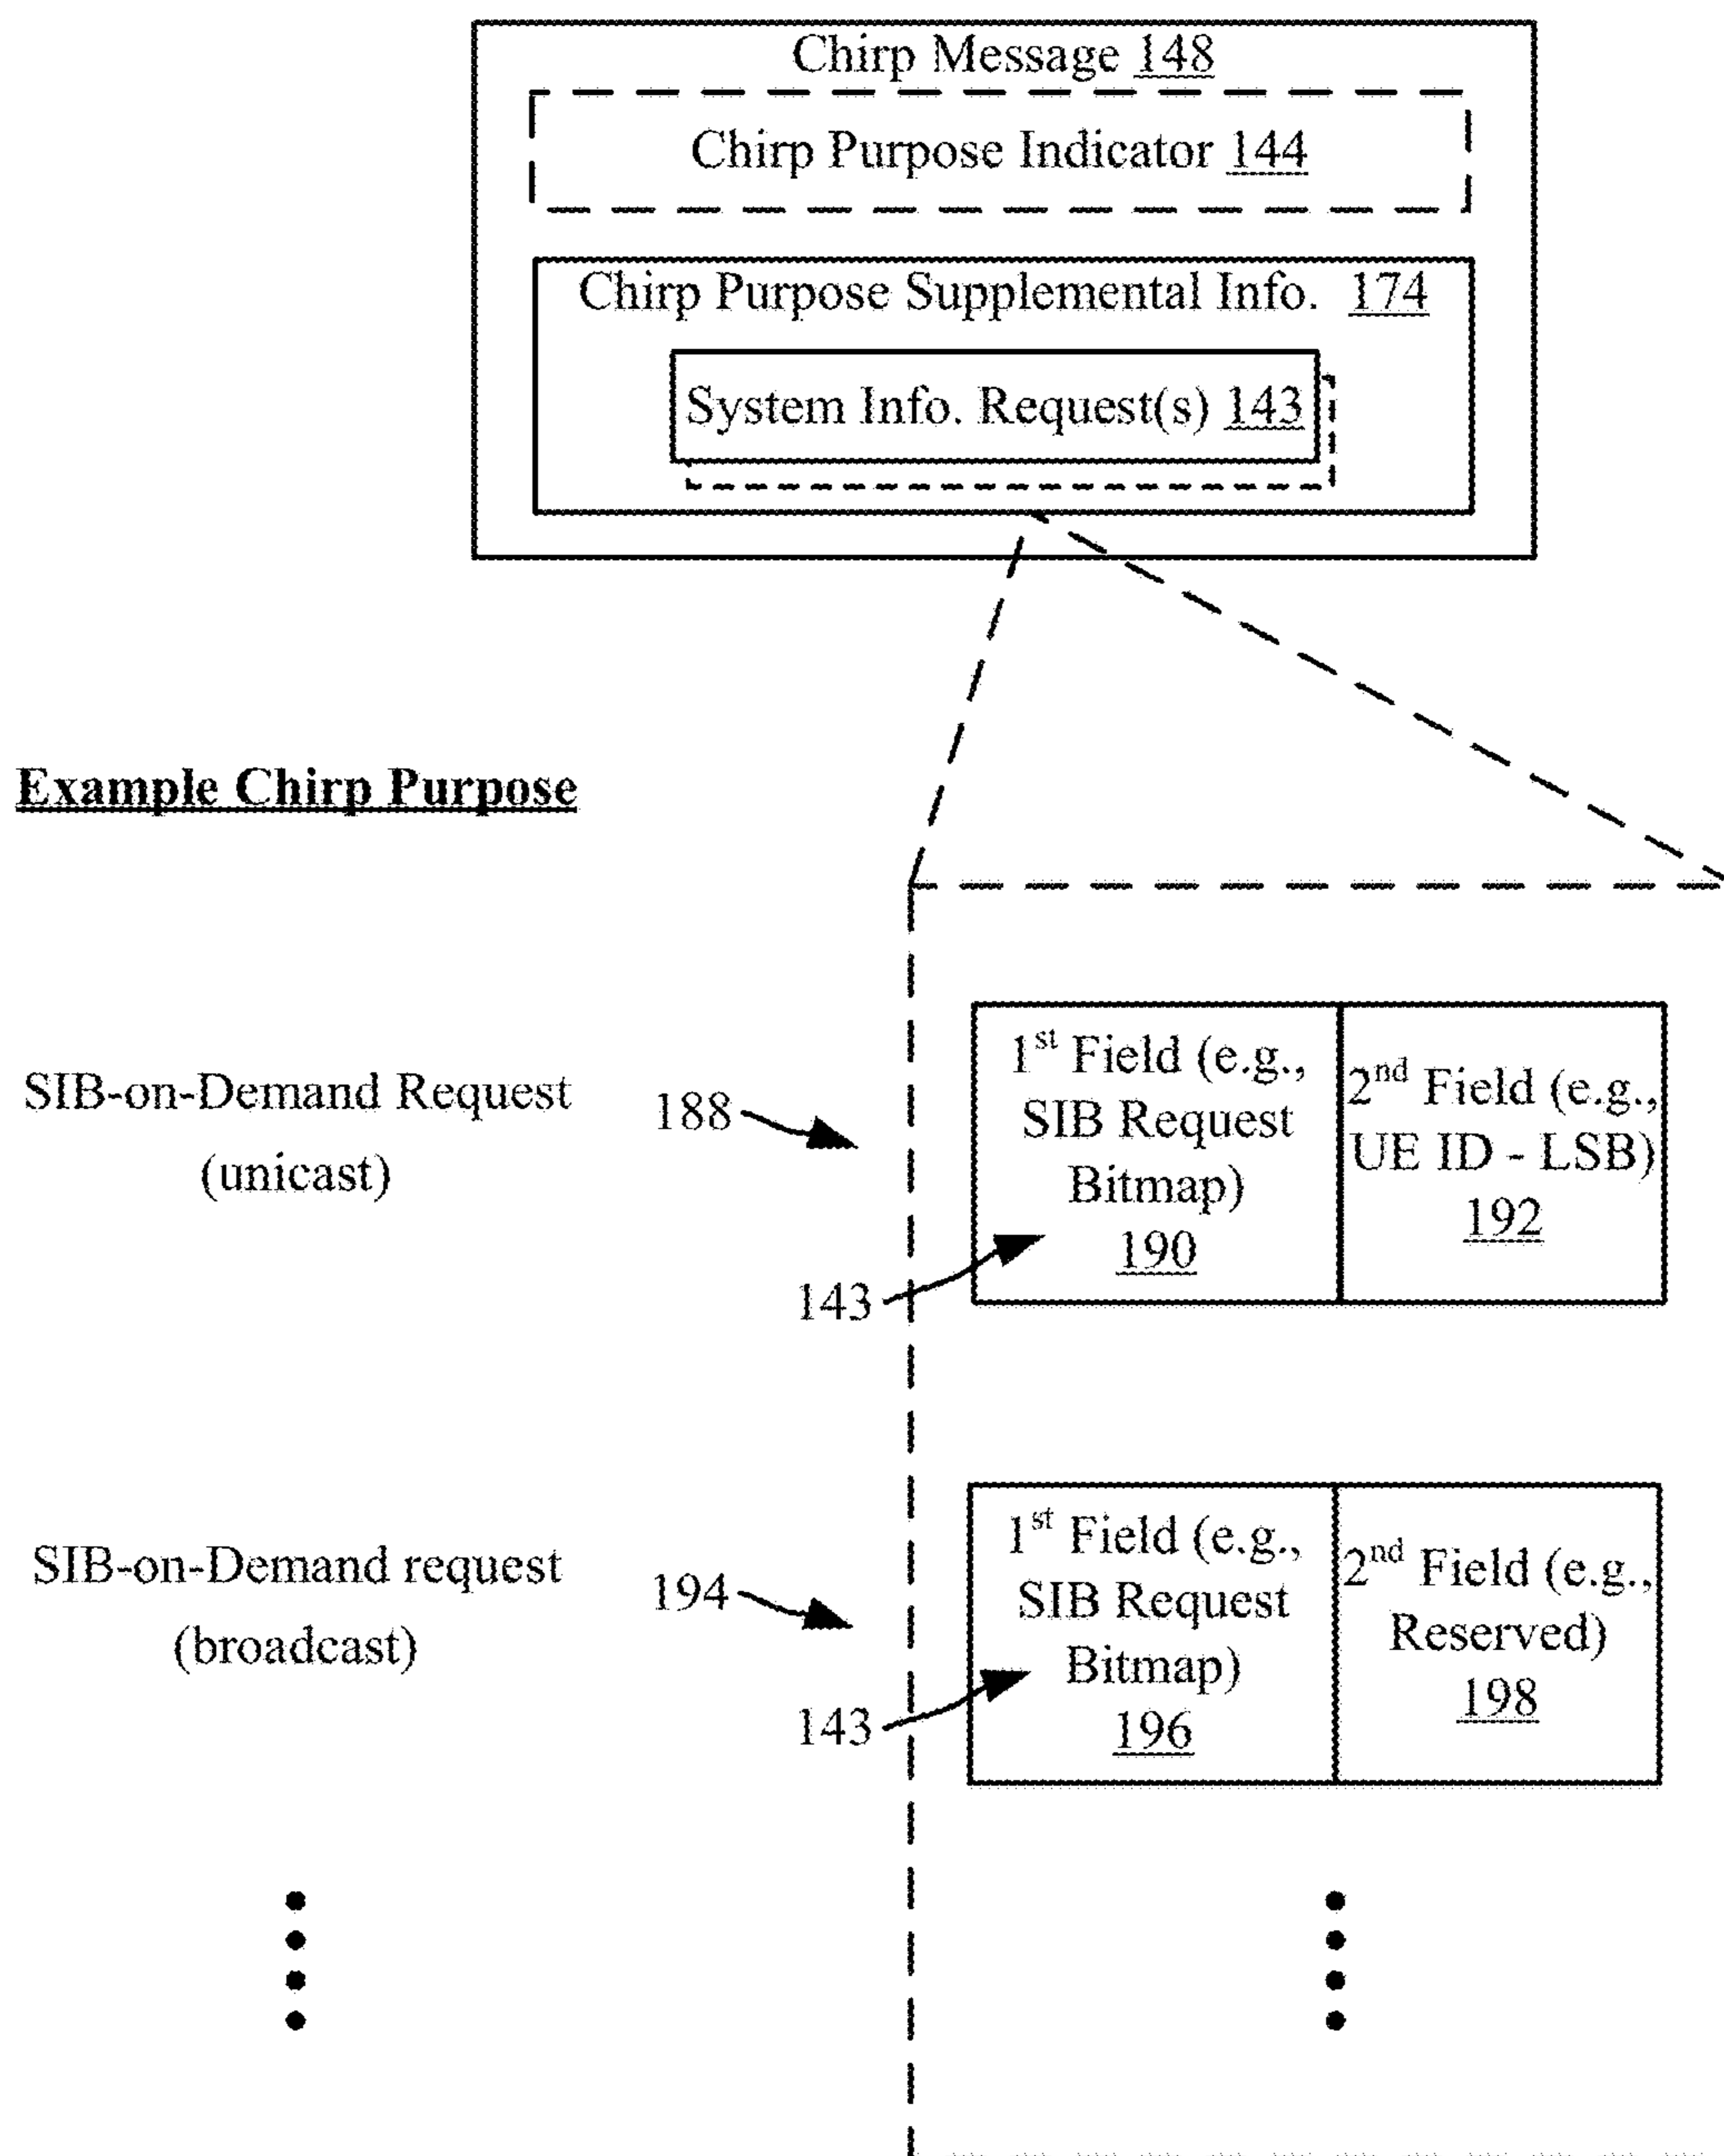 Chirp Message 148
Chirp Purpose Indicator 144
Chirp Purpose Supplemental Info. 174
System Info. Request(s) 143
Example Chirp Purpose
SIB-on-Demand Request
(unicast)
188
143
1st Field (e.g.,
SIB Request
Bitmap)
190
2nd Field (e.g.,
UE ID - LSB)
192
SIB-on-Demand request
(broadcast)
194
143
1st Field (e.g.,
SIB Request
Bitmap)
196
2nd Field (e.g.,
Reserved)
198